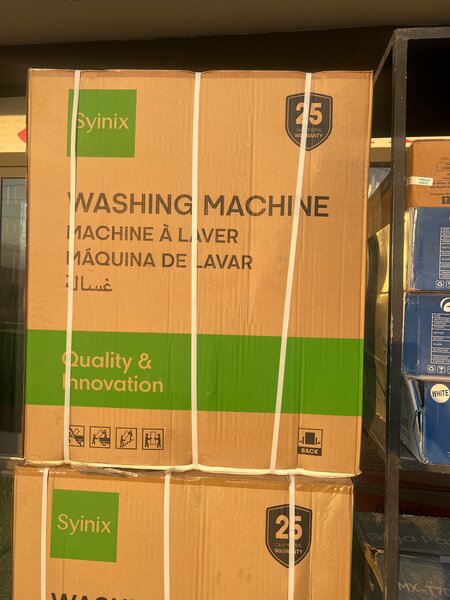 Syinix
25
WARRANTY
WASHING MACHINE
MACHINE À LAVER
MÁQUINA DE LAVAR
غسالة
Quality &
Innovation
BACK
WHITE
Syinix
25
WARRANTY